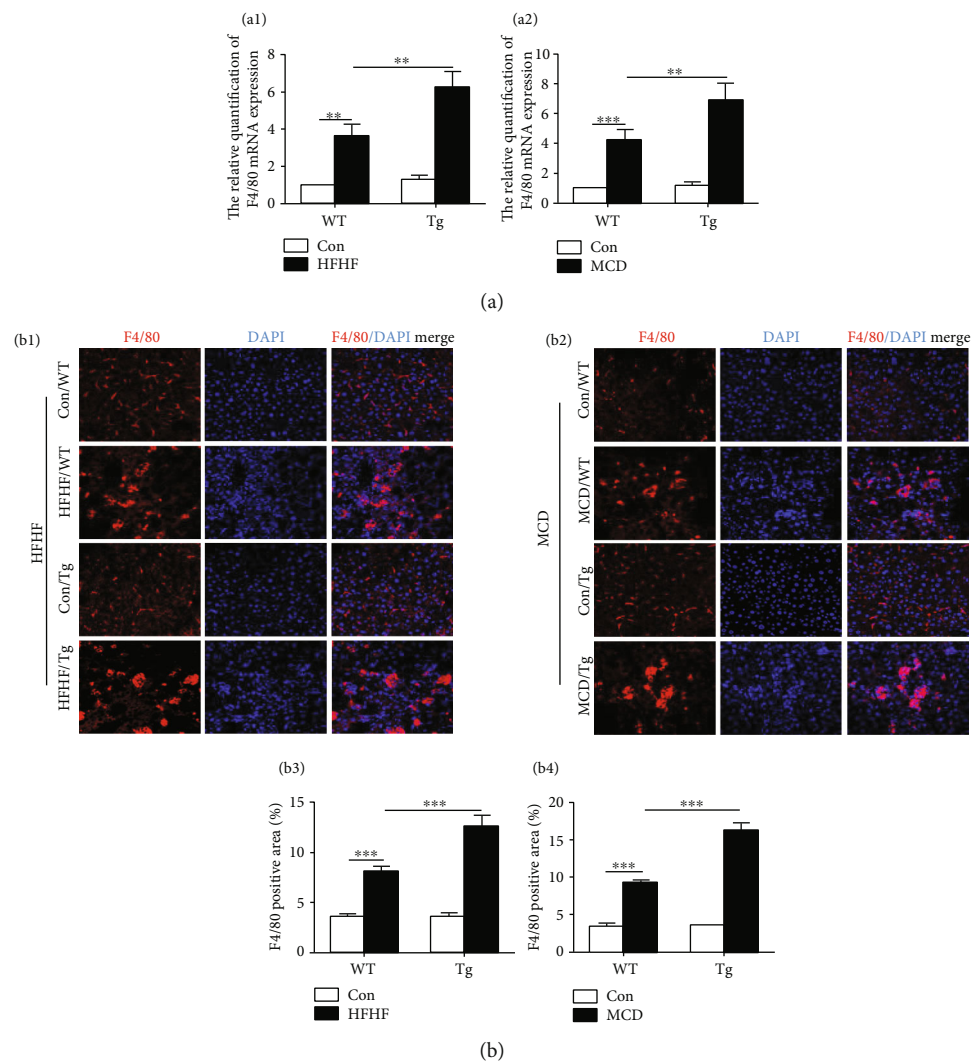 (a1)
The relative quantification of
F4/80 mRNA expression
8
6
4
2
0
**
**
WT
Tg
Con
HFHF
(a2)
The relative quantification of
F4/80 mRNA expression
10
8
6
4
2
0
***
**
WT
Tg
Con
MCD
(a)
(b1)
F4/80
DAPI
F4/80/DAPI merge
HFHF
Con/WT
HFHF/WT
Con/Tg
HFHF/Tg
(b2)
F4/80
DAPI
F4/80/DAPI merge
MCD
Con/WT
MCD/WT
Con/Tg
MCD/Tg
(b3)
F4/80 positive area (%)
15
10
5
0
***
***
WT
Tg
Con
HFHF
(b4)
F4/80 positive area (%)
20
15
10
5
0
***
***
WT
Tg
Con
MCD
(b)